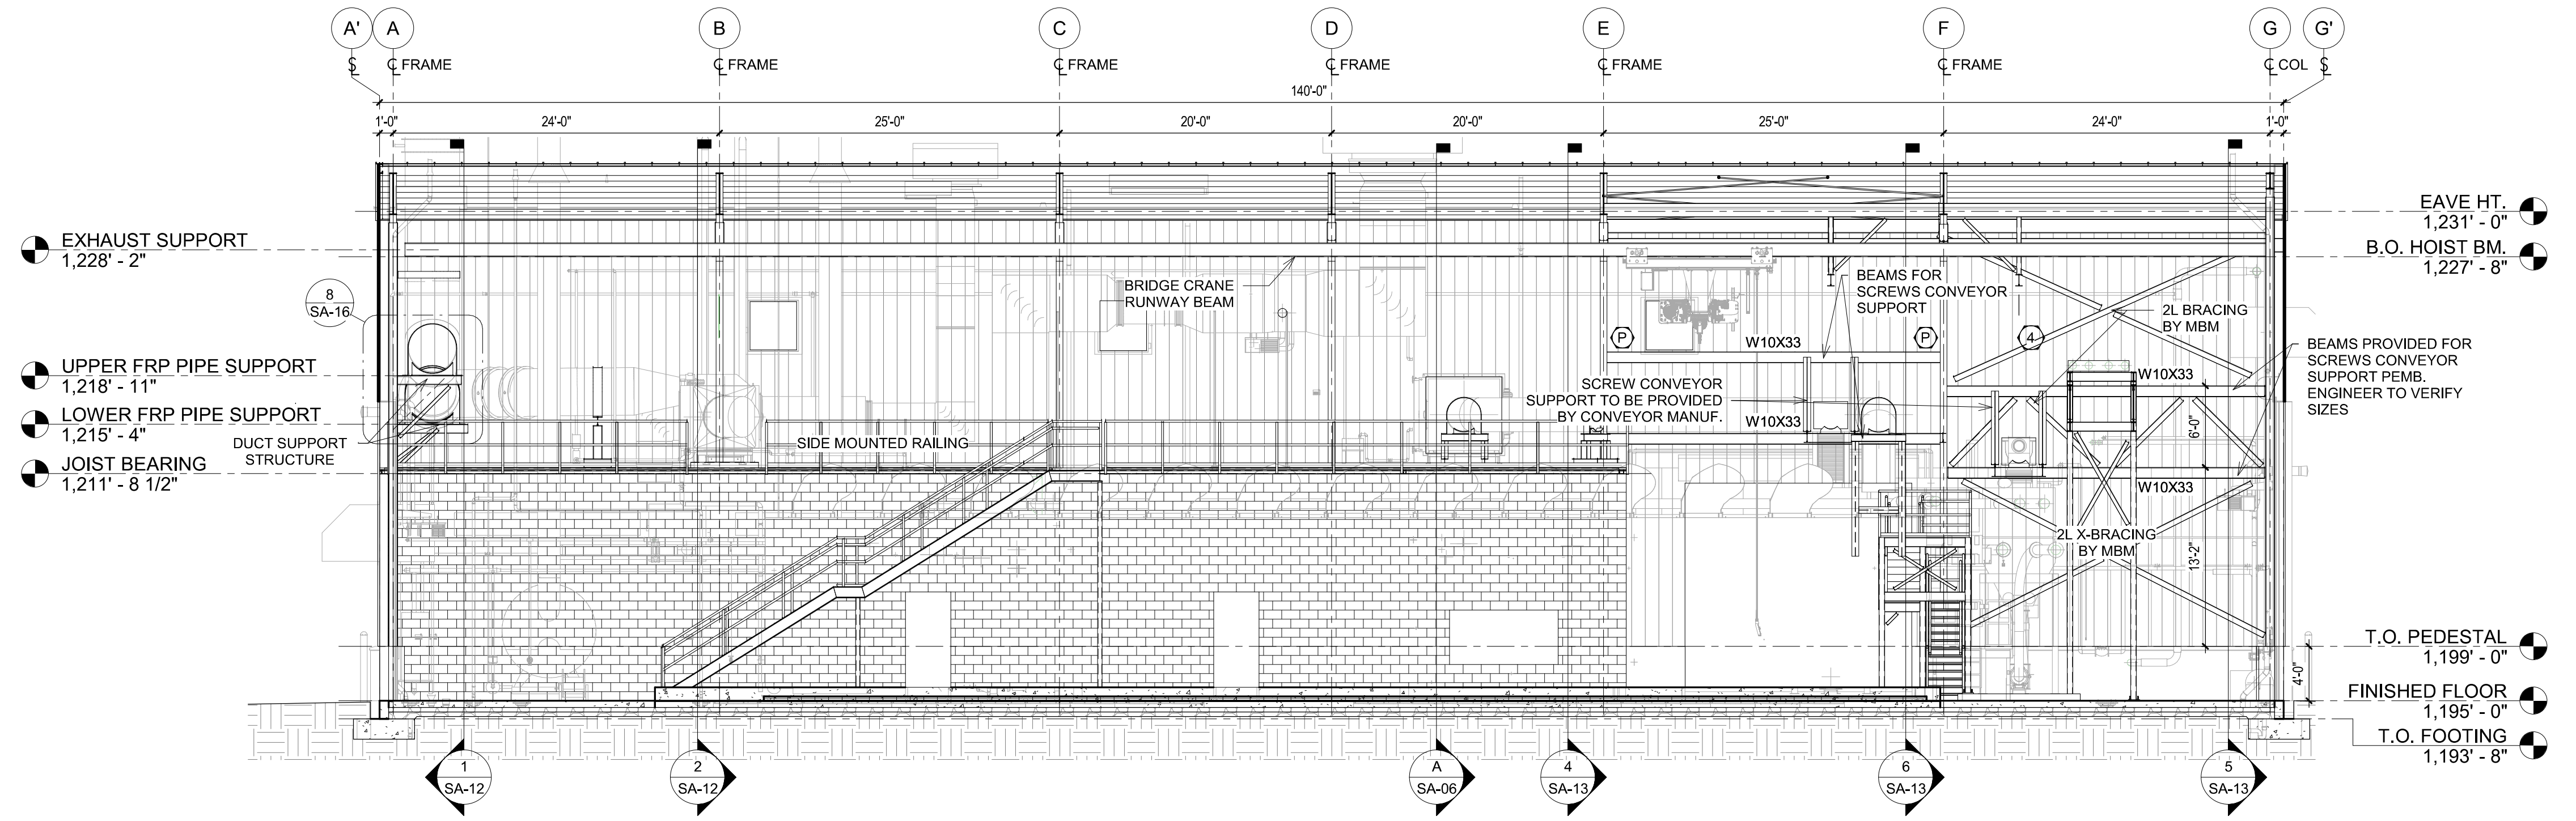 A' A B C D E F G G'
℄ FRAME ℄ FRAME ℄ FRAME ℄ FRAME ℄ FRAME ℄ FRAME ℄ COL
140'-0"
1'-0" 24'-0" 25'-0" 20'-0" 20'-0" 25'-0" 24'-0" 1'-0"
EXHAUST SUPPORT
1,228' - 2"
8
SA-16
UPPER FRP PIPE SUPPORT
1,218' - 11"
LOWER FRP PIPE SUPPORT
1,215' - 4"
DUCT SUPPORT
STRUCTURE
JOIST BEARING
1,211' - 8 1/2"
SIDE MOUNTED RAILING
BRIDGE CRANE
RUNWAY BEAM
BEAMS FOR
SCREWS CONVEYOR
SUPPORT
P
W10X33
P
4
SCREW CONVEYOR
SUPPORT TO BE PROVIDED
BY CONVEYOR MANUF.
W10X33
2L BRACING
BY MBM
W10X33
6'-0"
W10X33
2L X-BRACING
BY MBM
13'-2"
BEAMS PROVIDED FOR
SCREWS CONVEYOR
SUPPORT PEMB.
ENGINEER TO VERIFY
SIZES
EAVE HT.
1,231' - 0"
B.O. HOIST BM.
1,227' - 8"
T.O. PEDESTAL
1,199' - 0"
4'-0"
FINISHED FLOOR
1,195' - 0"
T.O. FOOTING
1,193' - 8"
1
SA-12
2
SA-12
A
SA-06
4
SA-13
6
SA-13
5
SA-13